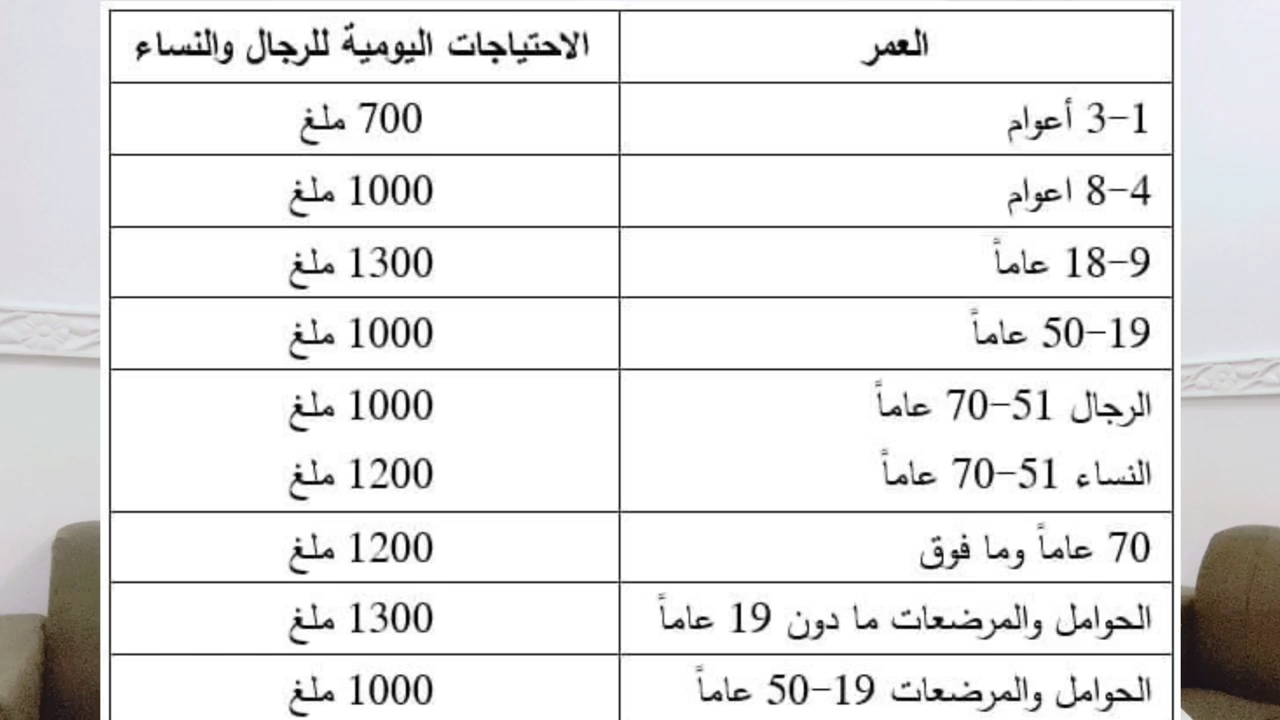 العمر الاحتياجات اليومية للرجال والنساء
1–3 أعوام 700 ملغ
4–8 اعوام 1000 ملغ
9–18 عاماً 1300 ملغ
19–50 عاماً 1000 ملغ
الرجال 51–70 عاماً 1000 ملغ
النساء 51–70 عاماً 1200 ملغ
70 عاماً وما فوق 1200 ملغ
الحوامل والمرضعات ما دون 19 عاماً 1300 ملغ
الحوامل والمرضعات 19–50 عاماً 1000 ملغ